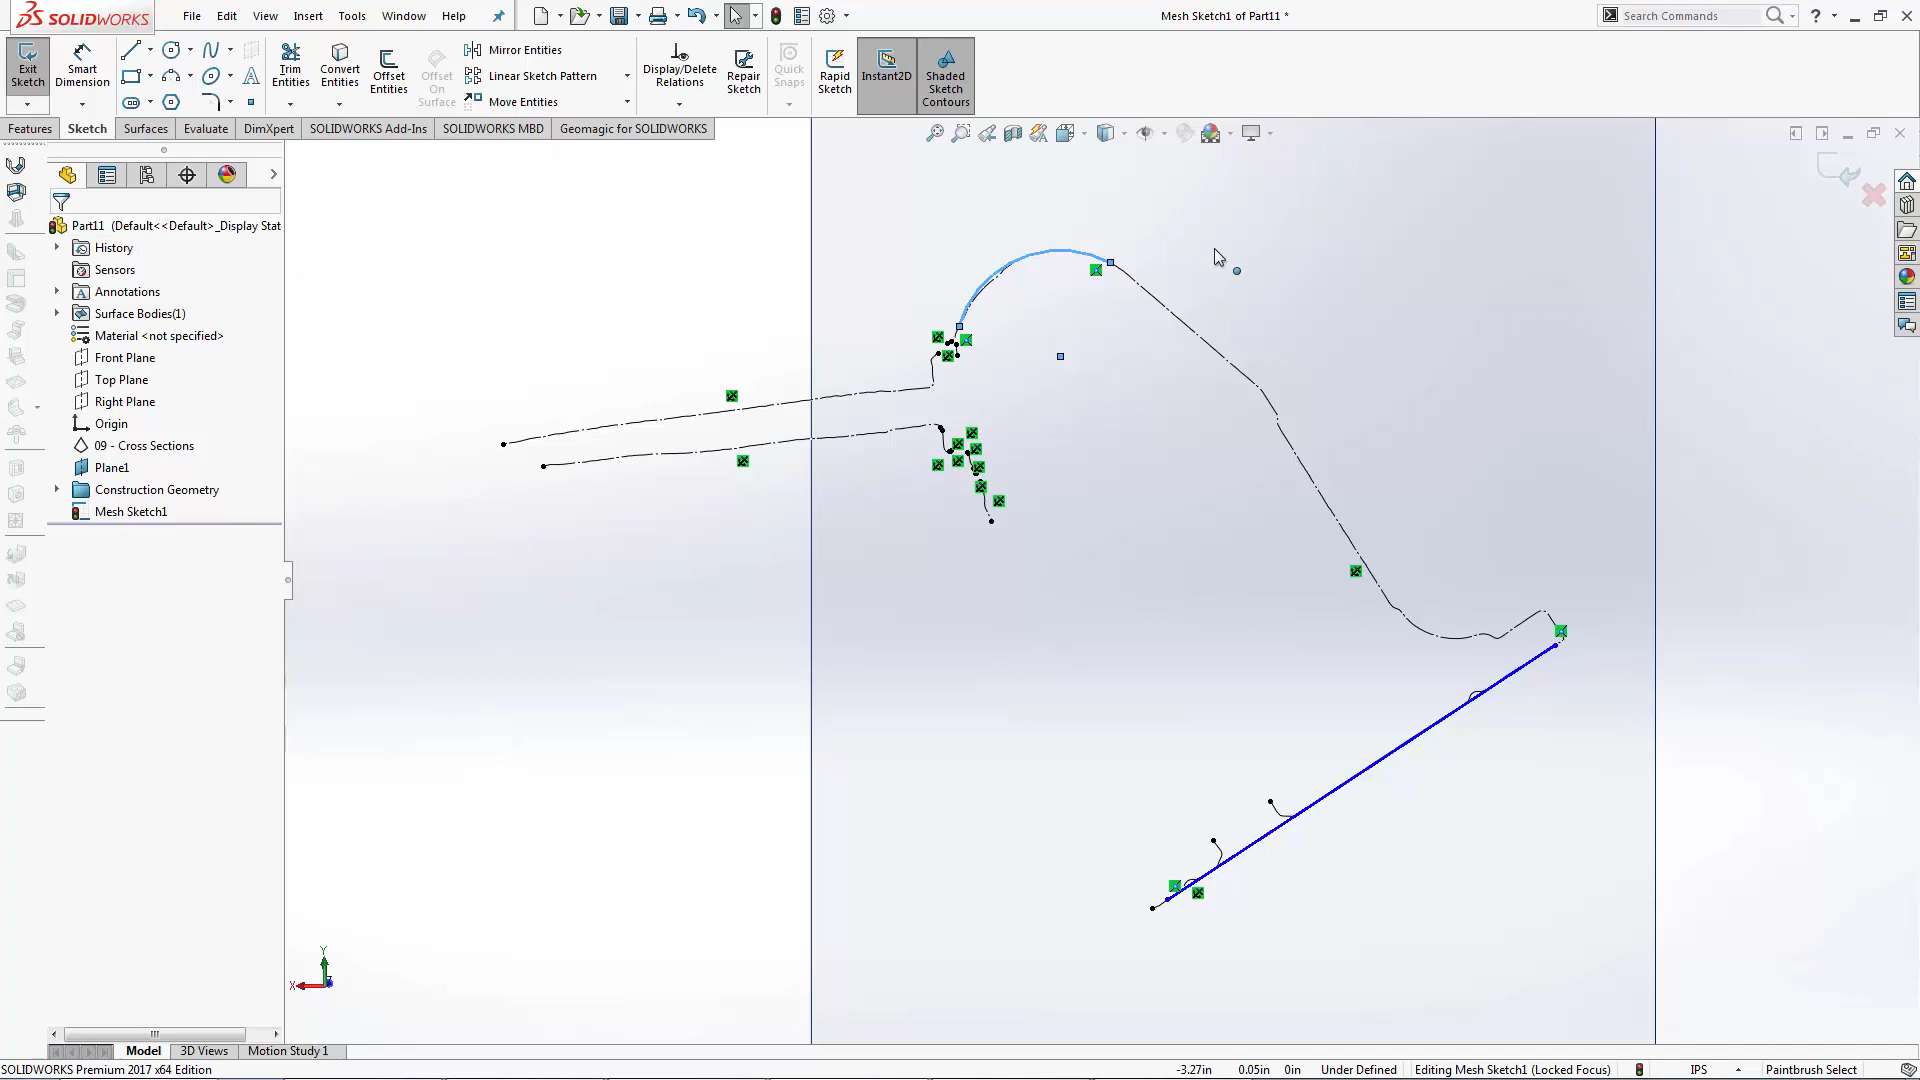 SOLIDWORKS
File Edit View Insert Tools Window Help
Mesh Sketch1 of Part11 *
Search Commands
?
Exit Sketch
Smart Dimension
Trim Entities
Convert Entities
Offset Entities
Offset On Surface
Mirror Entities
Linear Sketch Pattern
Move Entities
Display/Delete Relations
Repair Sketch
Quick Snaps
Rapid Sketch
Instant2D
Shaded Sketch Contours
Features Sketch Surfaces Evaluate DimXpert SOLIDWORKS Add-Ins SOLIDWORKS MBD Geomagic for SOLIDWORKS
Part11 (Default<<Default>_Display Stat
History
Sensors
Annotations
Surface Bodies(1)
Material <not specified>
Front Plane
Top Plane
Right Plane
Origin
09 - Cross Sections
Plane1
Construction Geometry
Mesh Sketch1
Y
X
Model 3D Views Motion Study 1
SOLIDWORKS Premium 2017 x64 Edition
-3.27in 0.05in 0in Under Defined Editing Mesh Sketch1 (Locked Focus) IPS Paintbrush Select